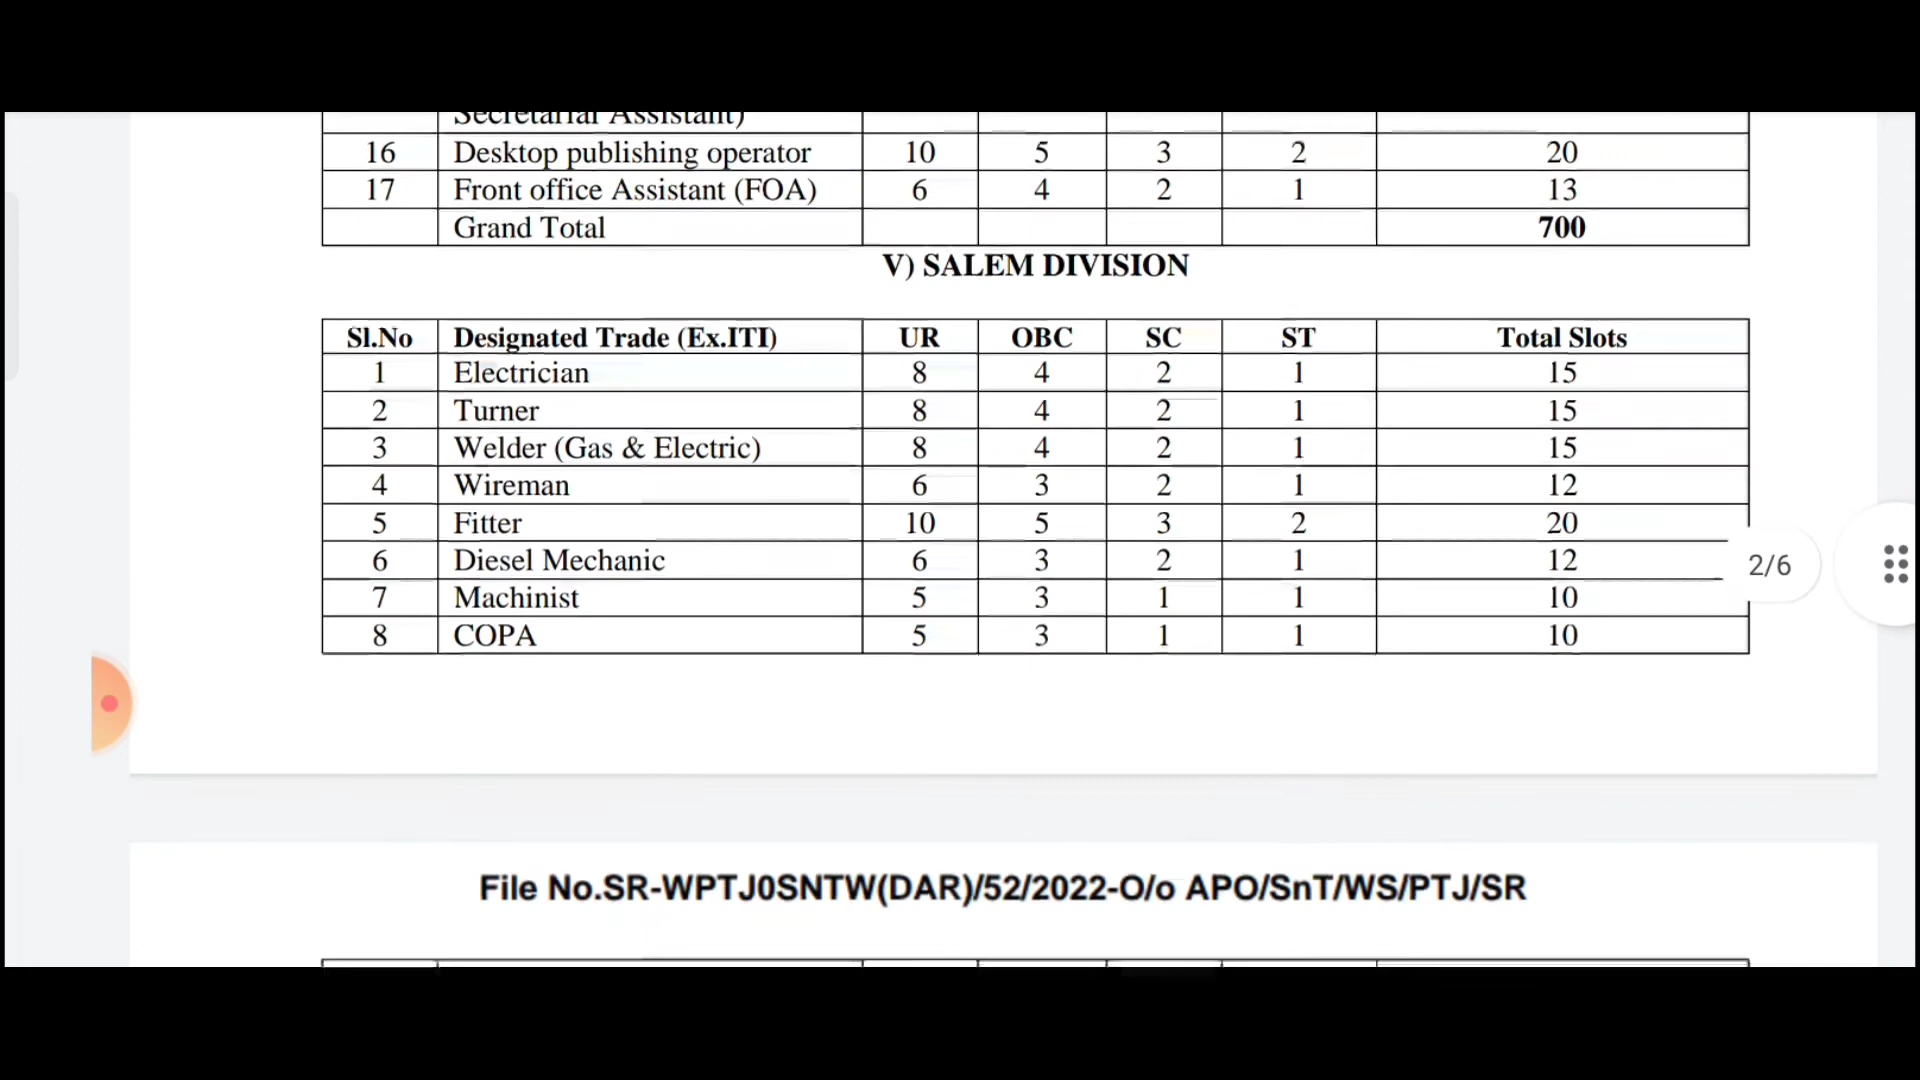 Secretarial Assistant)
16 Desktop publishing operator 10 5 3 2 20
17 Front office Assistant (FOA) 6 4 2 1 13
Grand Total 700
V) SALEM DIVISION
Sl.No Designated Trade (Ex.ITI) UR OBC SC ST Total Slots
1 Electrician 8 4 2 1 15
2 Turner 8 4 2 1 15
3 Welder (Gas & Electric) 8 4 2 1 15
4 Wireman 6 3 2 1 12
5 Fitter 10 5 3 2 20
6 Diesel Mechanic 6 3 2 1 12
2/6
7 Machinist 5 3 1 1 10
8 COPA 5 3 1 1 10
File No.SR-WPTJ0SNTW(DAR)/52/2022-O/o APO/SnT/WS/PTJ/SR